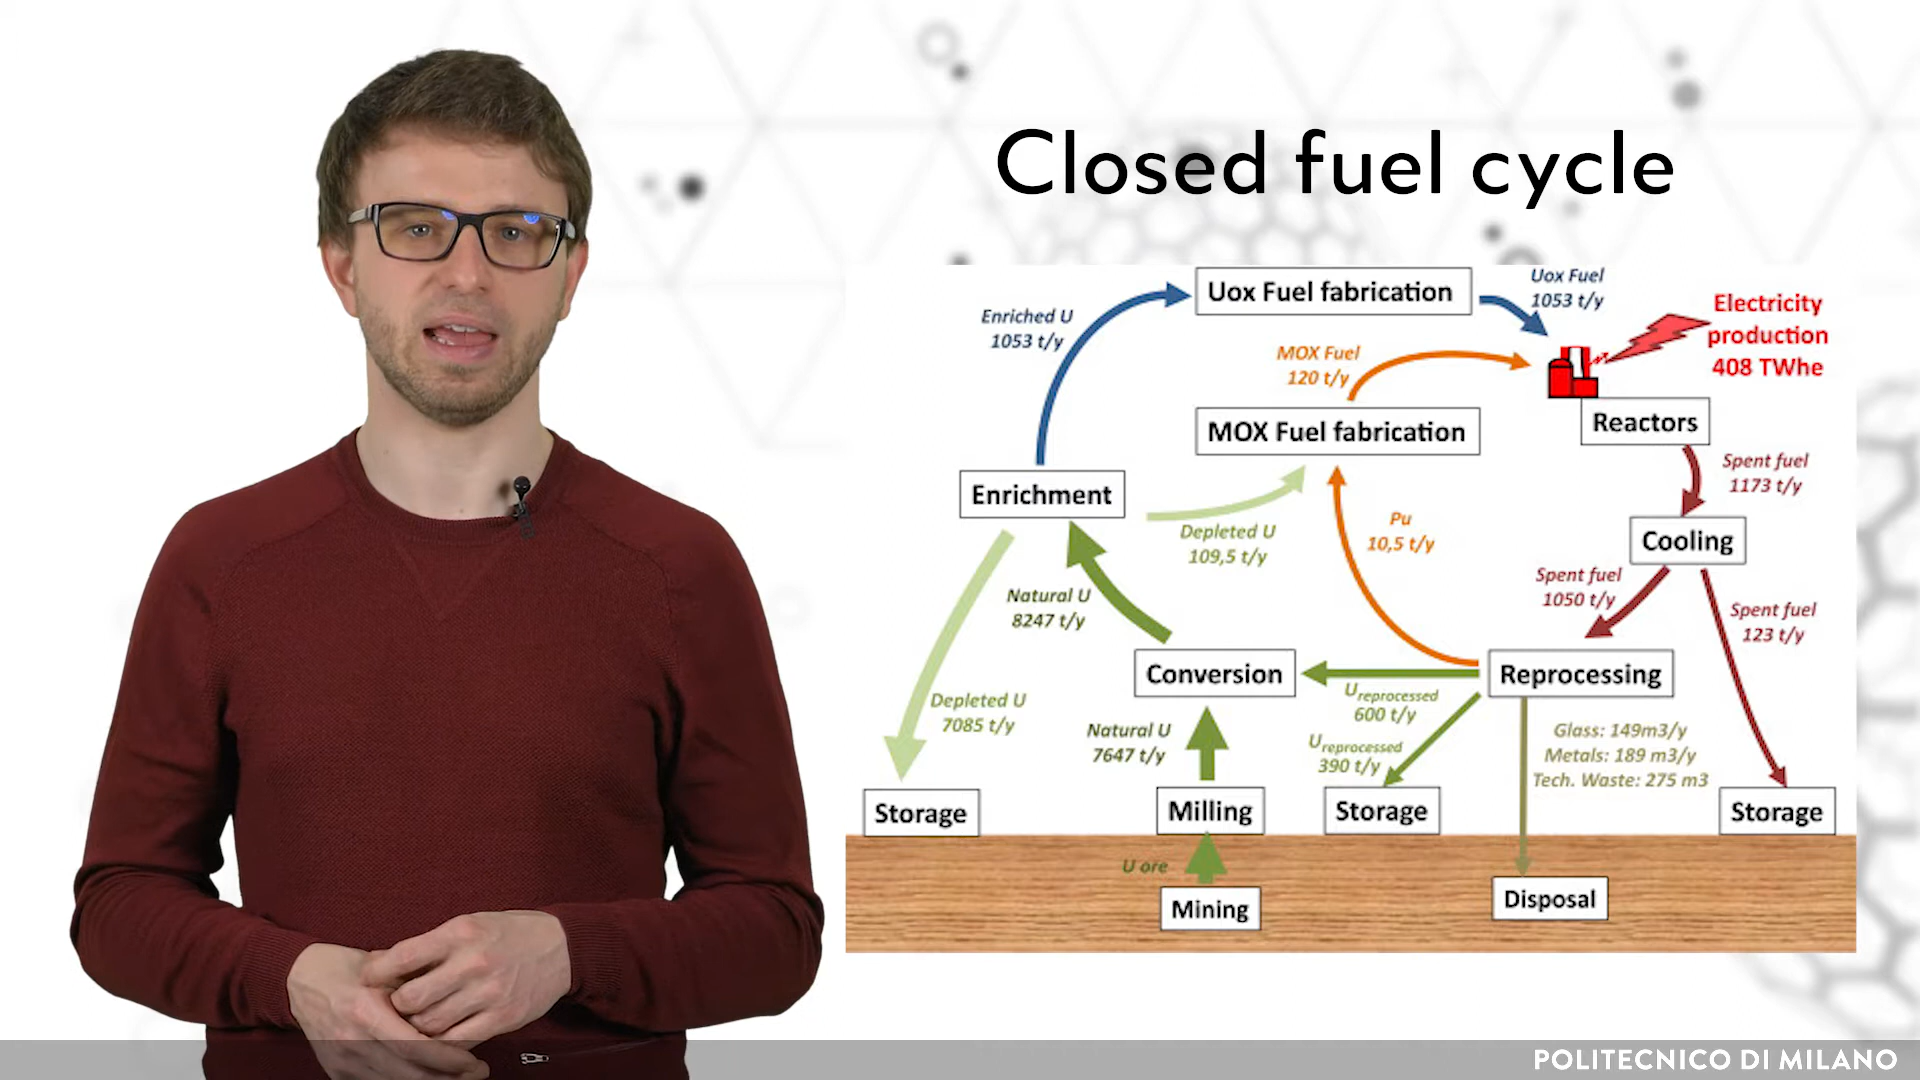 Closed fuel cycle
Uox Fuel fabrication
Uox Fuel
1053 t/y
Enriched U
1053 t/y
Electricity
production
408 TWhe
MOX Fuel
120 t/y
MOX Fuel fabrication
Reactors
Spent fuel
1173 t/y
Enrichment
Depleted U
109,5 t/y
Pu
10,5 t/y
Cooling
Natural U
8247 t/y
Spent fuel
1050 t/y
Spent fuel
123 t/y
Conversion
Reprocessing
Depleted U
7085 t/y
Ureprocessed
600 t/y
Natural U
7647 t/y
Ureprocessed
390 t/y
Glass: 149m3/y
Metals: 189 m3/y
Tech. Waste: 275 m3
Storage
Milling
Storage
Storage
U ore
Mining
Disposal
POLITECNICO DI MILANO